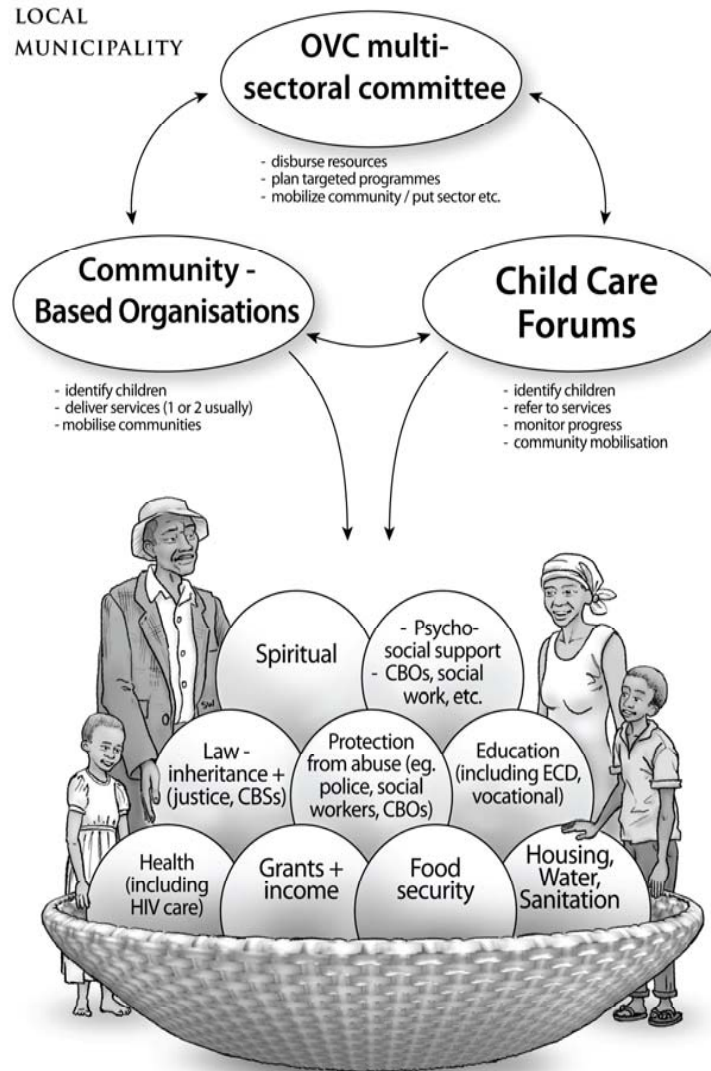 LOCAL
MUNICIPALITY
OVC multi-
sectoral committee
- disburse resources
- plan targeted programmes
- mobilize community / put sector etc.
Community -
Based Organisations
- identify children
- deliver services (1 or 2 usually)
- mobilise communities
Child Care
Forums
- identify children
- refer to services
- monitor progress
- community mobilisation
Spiritual
- Psycho-
social support
- CBOs, social
work, etc.
Law -
inheritance +
(justice, CBSs)
Protection
from abuse (eg.
police, social
workers, CBOs)
Education
(including ECD,
vocational)
Health
(including
HIV care)
Grants +
income
Food
security
Housing,
Water,
Sanitation